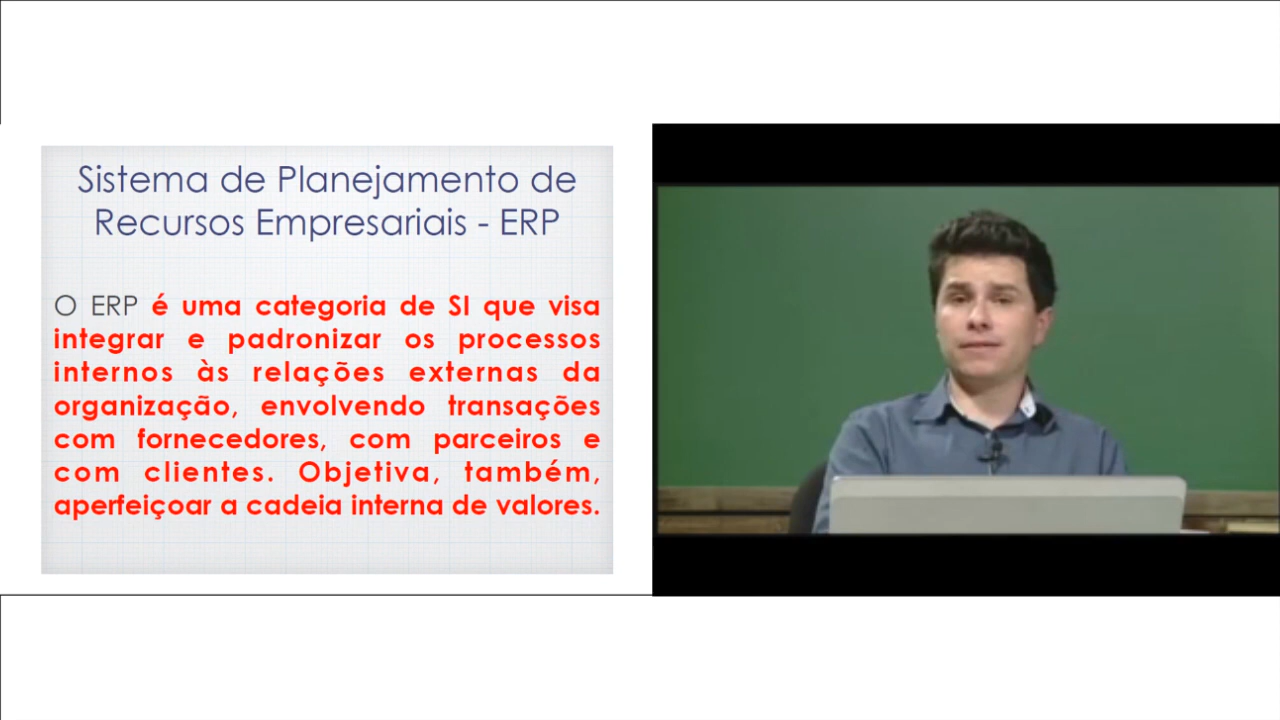 Sistema de Planejamento de
Recursos Empresariais - ERP
O ERP é uma categoria de SI que visa
integrar e padronizar os processos
internos às relações externas da
organização, envolvendo transações
com fornecedores, com parceiros e
com clientes. Objetiva, também,
aperfeiçoar a cadeia interna de valores.